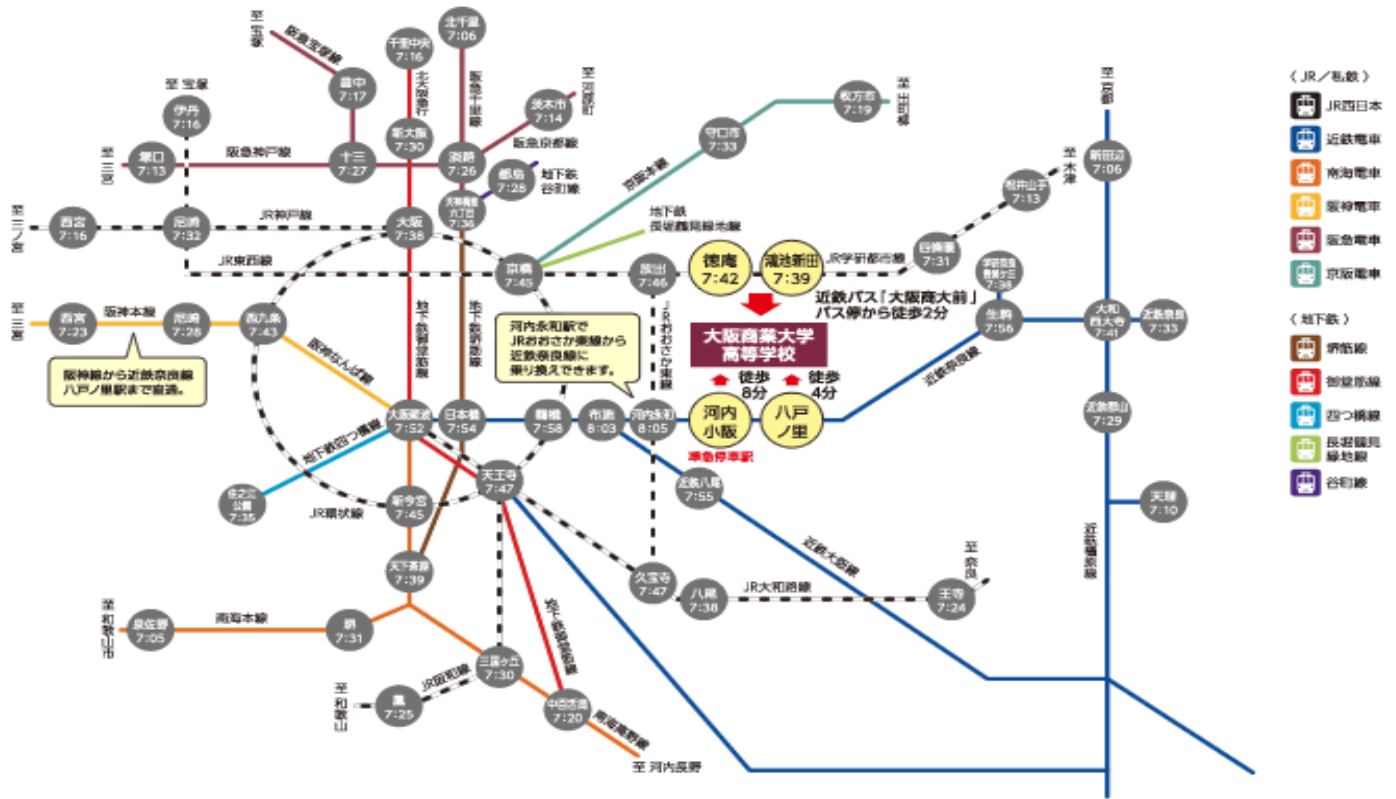 至 宝塚
阪急宝塚線
千里中央
7:16
北千里
7:06
豊中
7:17
北大阪急行
阪急千里線
至 宝塚
伊丹
7:16
新大阪
7:30
茨木市
7:14
至 河原町
阪急京都線
至 三宮
塚口
7:13
阪急神戸線
十三
7:27
淡路
7:26
都島
7:28
地下鉄
谷町線
天神橋筋
六丁目
7:36
至 三ノ宮
西宮
7:16
尼崎
7:32
JR神戸線
大阪
7:38
JR東西線
京橋
7:45
京阪本線
守口市
7:33
枚方市
7:19
至 出町柳
地下鉄
長堀鶴見緑地線
放出
7:46
徳庵
7:42
鴻池新田
7:39
JR学研都市線
四條畷
7:31
松井山手
7:13
至 木津
至 京都
新田辺
7:06
近鉄バス「大阪商大前」
バス停から徒歩2分
大阪商業大学
高等学校
徒歩
8分
徒歩
4分
河内
小阪
八戸
ノ里
準急停車駅
7:38
生駒
7:56
大和
西大寺
7:41
近鉄奈良
7:33
近鉄奈良線
近鉄郡山
7:29
天理
7:10
近鉄橿原線
至 三宮
西宮
7:23
阪神本線
尼崎
7:28
西九条
7:43
阪神線から近鉄奈良線
八戸ノ里駅まで直通。
阪神なんば線
地下鉄御堂筋線
地下鉄堺筋線
河内永和駅で
JRおおさか東線から
近鉄奈良線に
乗り換えできます。
JRおおさか東線
大阪難波
7:52
日本橋
7:54
鶴橋
7:58
布施
8:03
河内永和
8:05
地下鉄四つ橋線
住之江
公園
7:35
JR環状線
新今宮
7:45
天王寺
7:47
近鉄八尾
7:55
近鉄大阪線
天下茶屋
7:39
久宝寺
7:47
八尾
7:38
JR大和路線
王寺
7:24
至 奈良
至 和歌山市
泉佐野
7:05
南海本線
堺
7:31
地下鉄御堂筋線
三国ヶ丘
7:30
JR阪和線
鳳
7:25
至 和歌山
中百舌鳥
7:20
南海高野線
至 河内長野
〈 JR／私鉄 〉
JR西日本
近鉄電車
南海電車
阪神電車
阪急電車
京阪電車
〈 地下鉄 〉
堺筋線
御堂筋線
四つ橋線
長堀鶴見
緑地線
谷町線